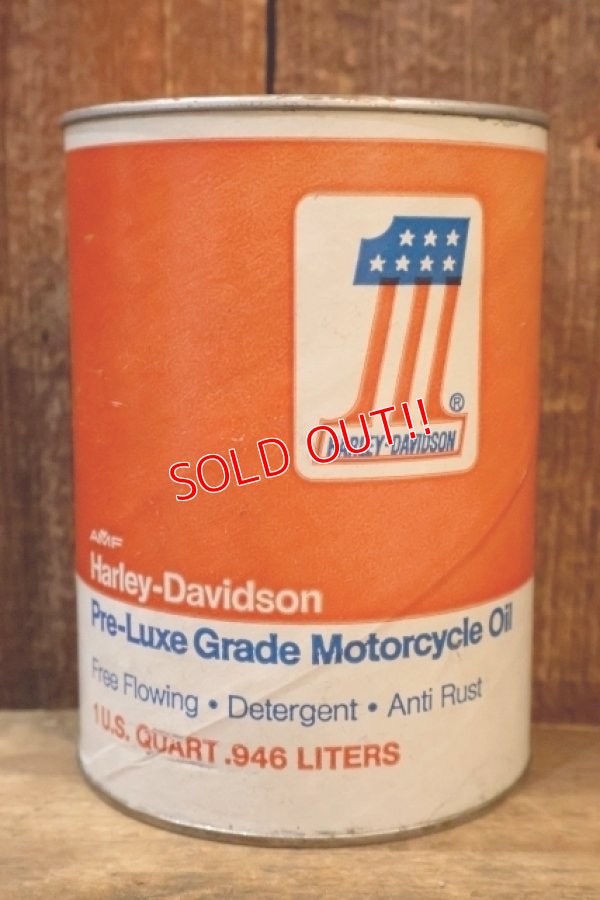 ®
HARLEY-DAVIDSON
SOLD OUT!!
AMF
Harley-Davidson
Pre-Luxe Grade Motorcycle Oil
Free Flowing • Detergent • Anti Rust
1 U.S. QUART .946 LITERS